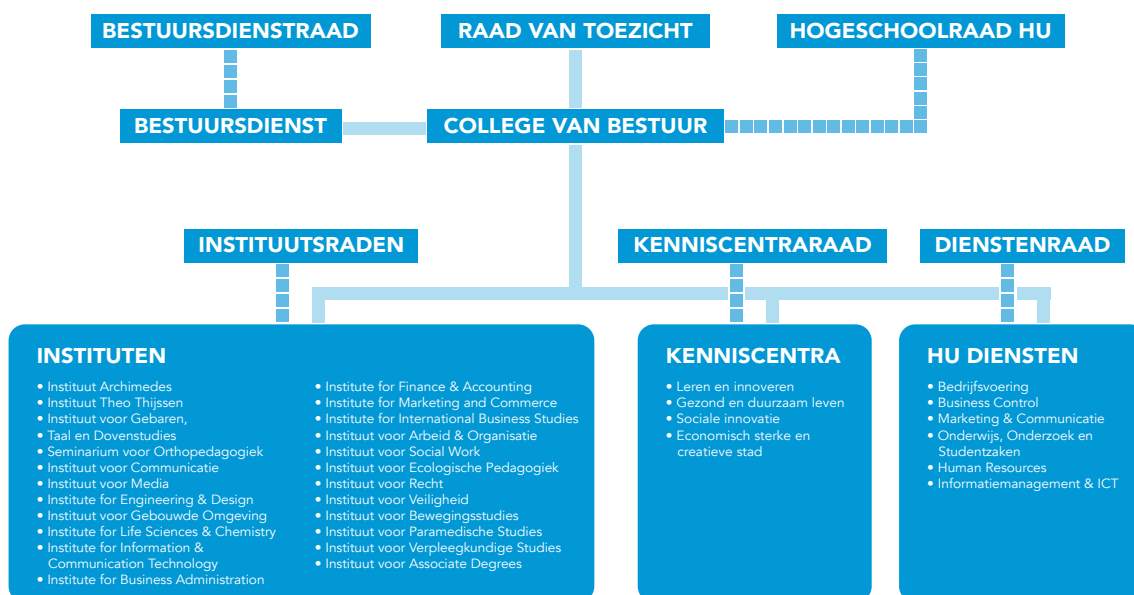 BESTUURSDIENSTRAAD
RAAD VAN TOEZICHT
HOGESCHOOLRAAD HU
BESTUURSDIENST
COLLEGE VAN BESTUUR
INSTITUUTSRADEN
KENNISCENTRARAAD
DIENSTENRAAD
INSTITUTEN
• Instituut Archimedes
• Instituut Theo Thijssen
• Instituut voor Gebaren,
• Taal en Dovenstudies
• Seminarium voor Orthopedagogiek
• Instituut voor Communicatie
• Instituut voor Media
• Institute for Engineering & Design
• Instituut voor Gebouwde Omgeving
• Institute for Life Sciences & Chemistry
• Institute for Information &
Communication Technology
• Institute for Business Administration
• Institute for Finance & Accounting
• Institute for Marketing and Commerce
• Institute for International Business Studies
• Instituut voor Arbeid & Organisatie
• Instituut voor Social Work
• Instituut voor Ecologische Pedagogiek
• Instituut voor Recht
• Instituut voor Veiligheid
• Instituut voor Bewegingsstudies
• Instituut voor Paramedische Studies
• Instituut voor Verpleegkundige Studies
• Instituut voor Associate Degrees
KENNISCENTRA
• Leren en innoveren
• Gezond en duurzaam leven
• Sociale innovatie
• Economisch sterke en
creatieve stad
HU DIENSTEN
• Bedrijfsvoering
• Business Control
• Marketing & Communicatie
• Onderwijs, Onderzoek en
Studentzaken
• Human Resources
• Informatiemanagement & ICT